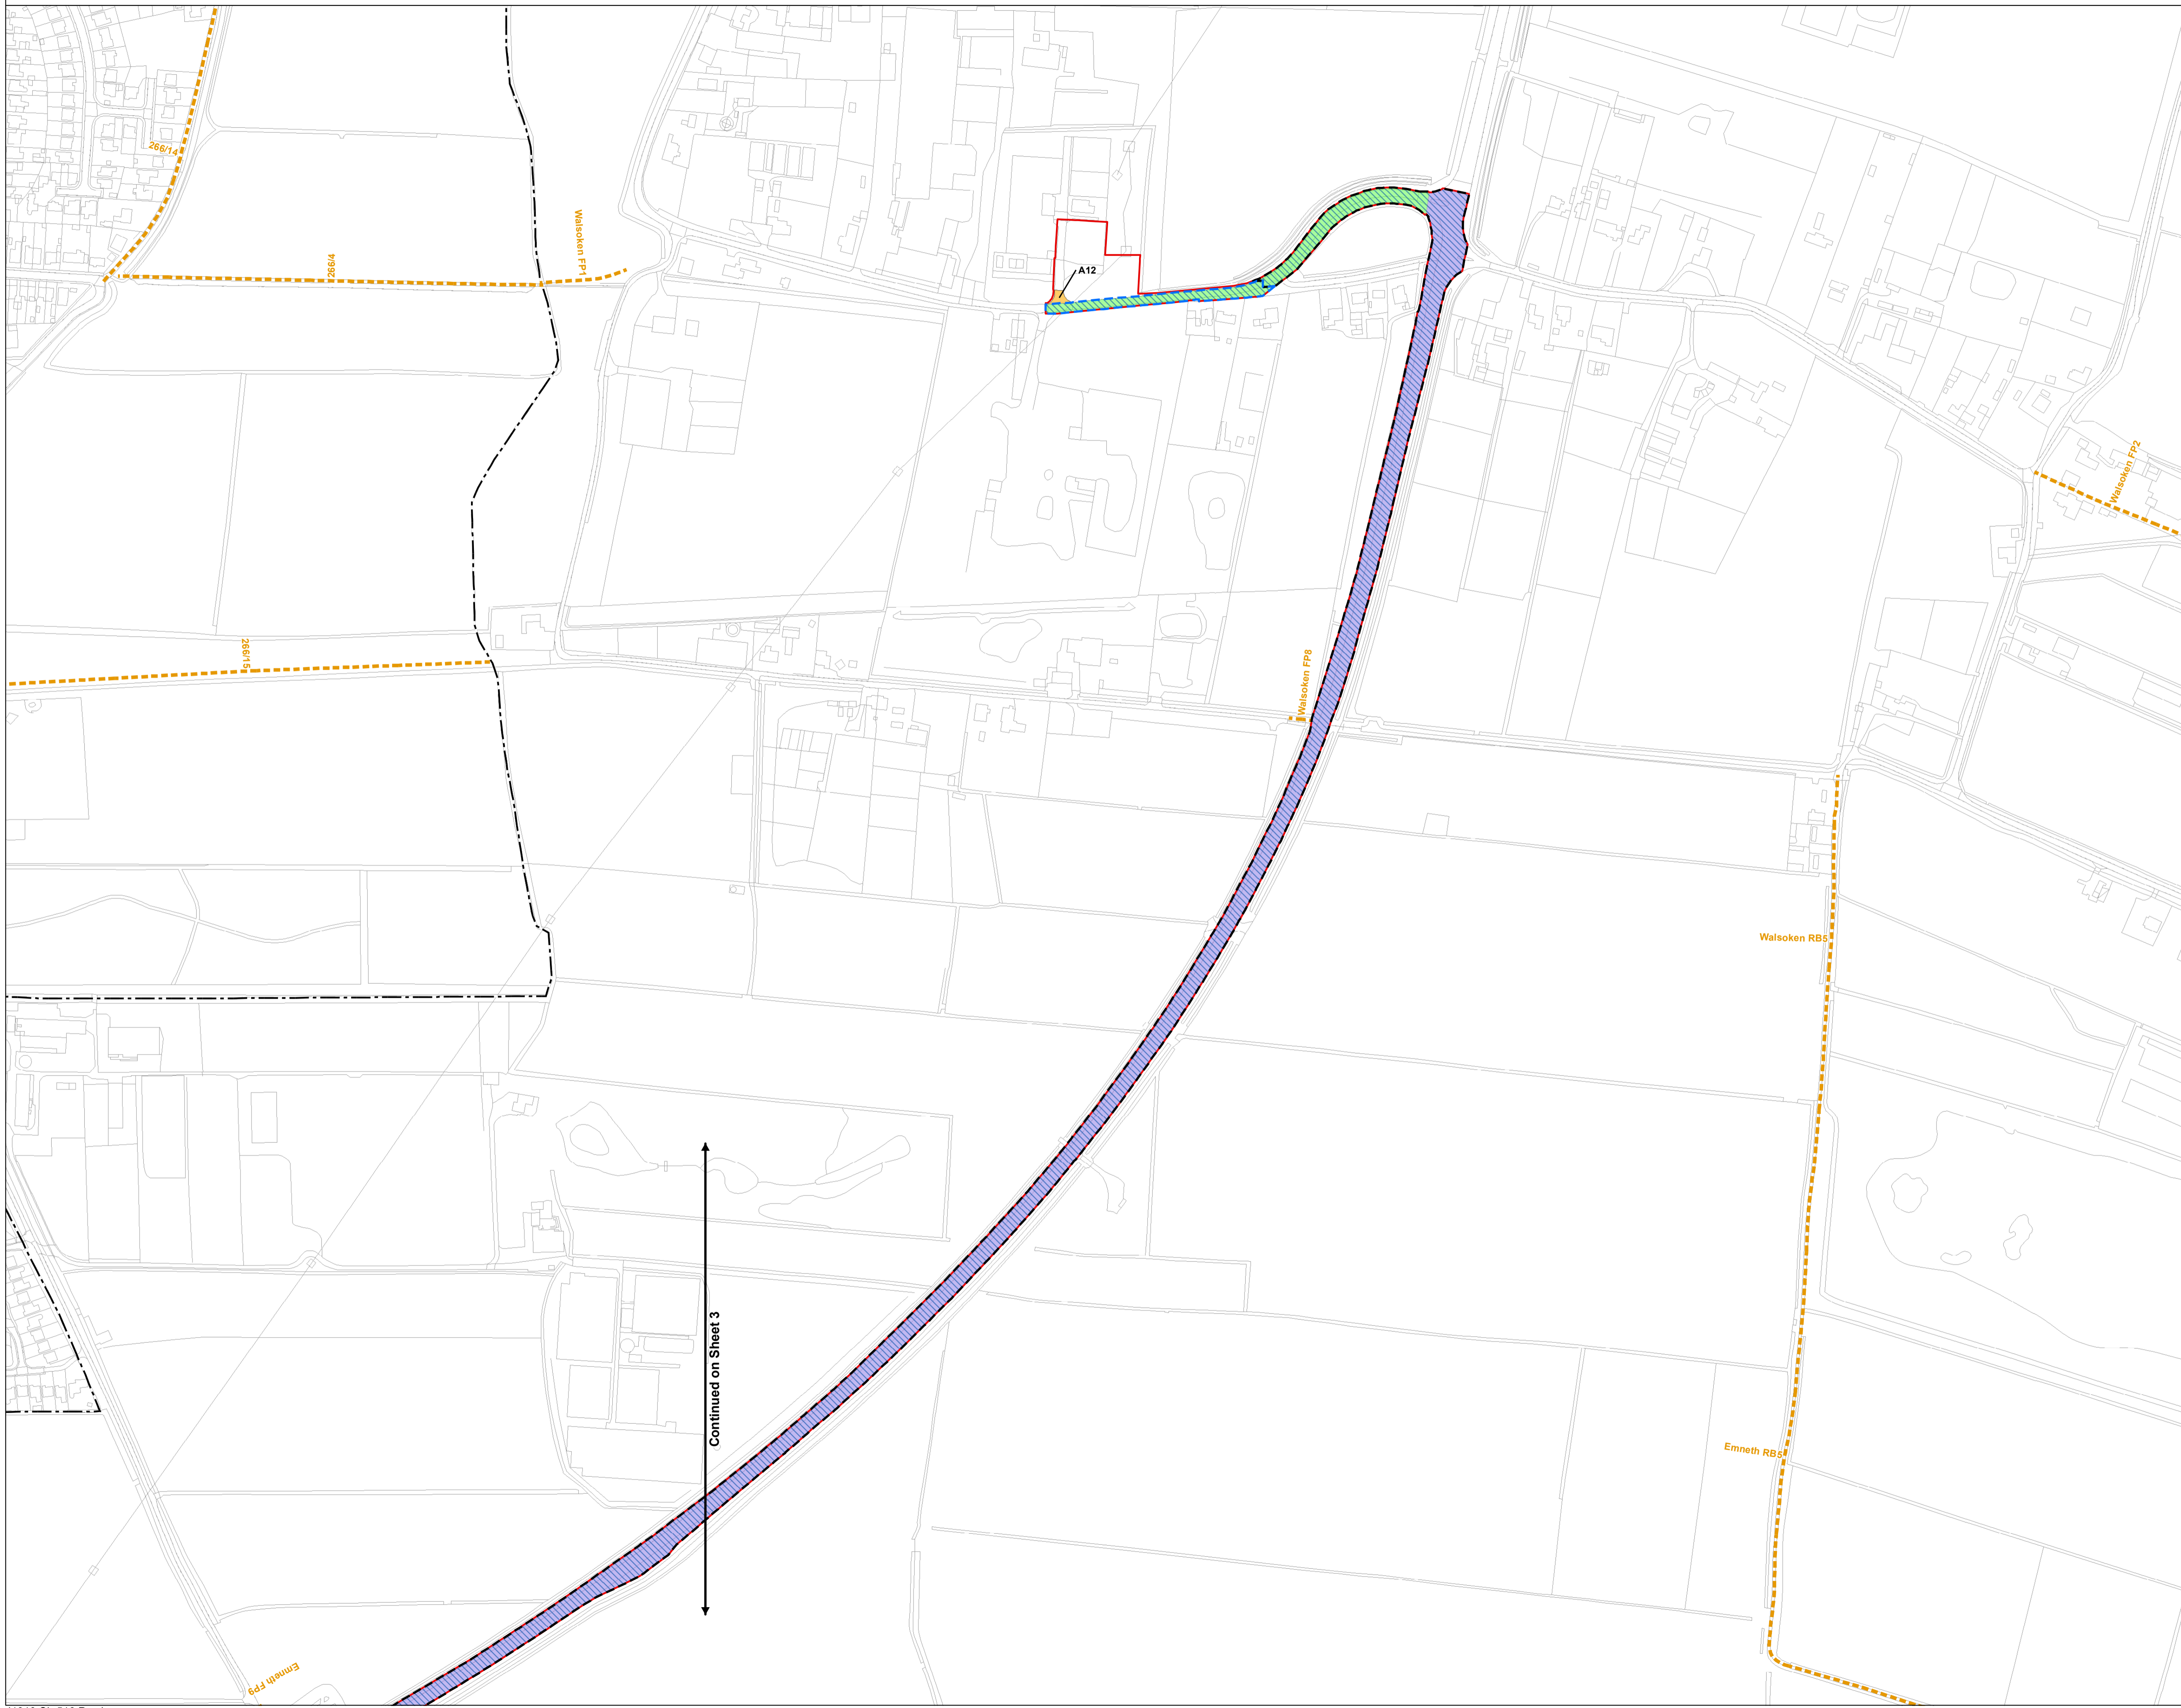 266/14
Walsoken FP1
266/4
A12
Walsoken FP2
266/15
Walsoken FP8
Walsoken RB5
Continued on Sheet 3
Emneth RB5
Emneth FP9